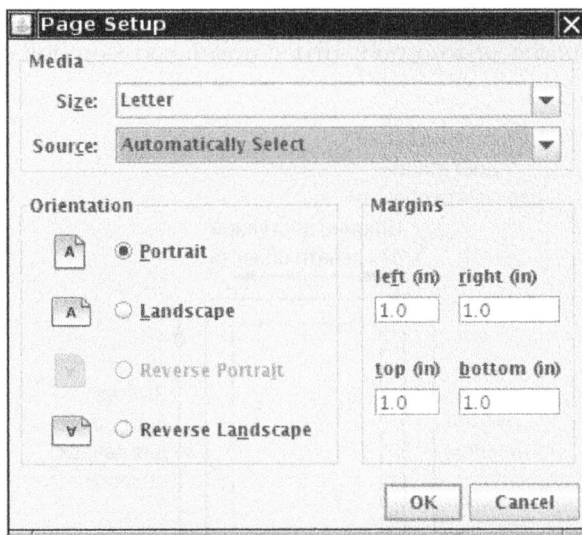 Page Setup
Media
Size: Letter
Source: Automatically Select
Orientation
Portrait
Landscape
Reverse Portrait
Reverse Landscape
Margins
left (in) right (in)
1.0 1.0
top (in) bottom (in)
1.0 1.0
OK Cancel